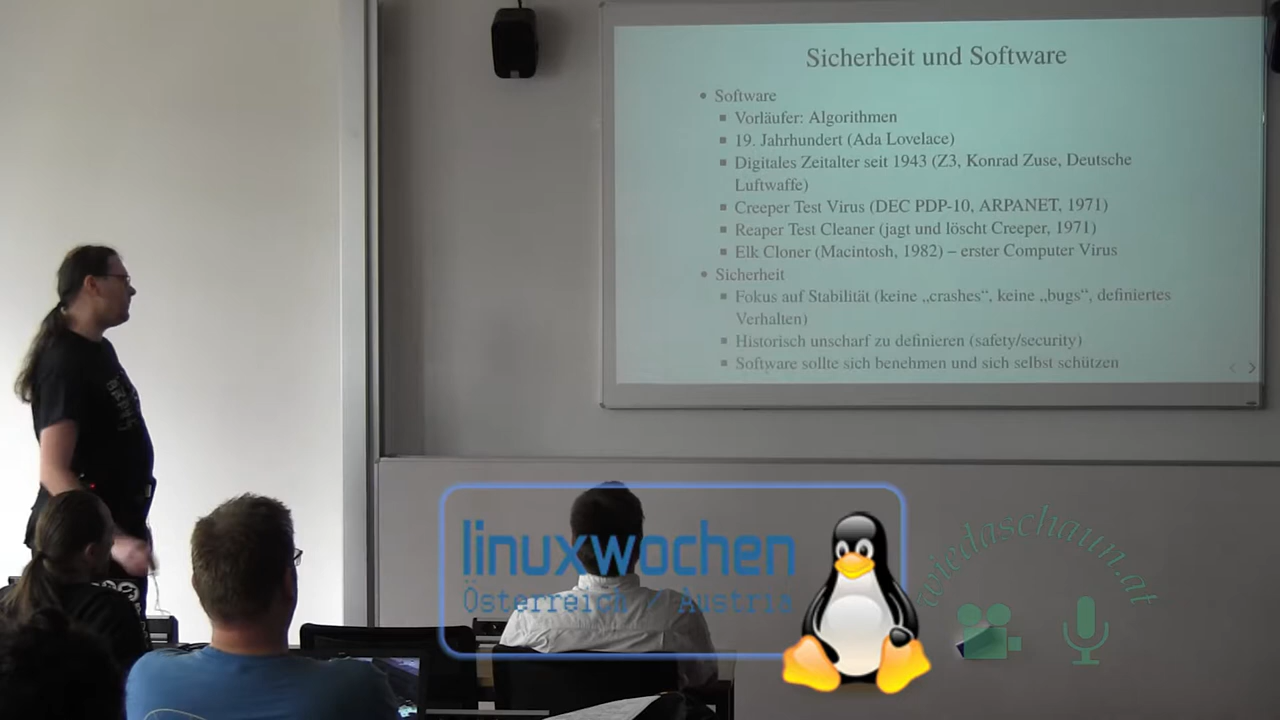 Sicherheit und Software
Software
Vorläufer: Algorithmen
19. Jahrhundert (Ada Lovelace)
Digitales Zeitalter seit 1943 (Z3, Konrad Zuse, Deutsche
Luftwaffe)
Creeper Test Virus (DEC PDP-10, ARPANET, 1971)
Reaper Test Cleaner (jagt und löscht Creeper, 1971)
Elk Cloner (Macintosh, 1982) – erster Computer Virus
Sicherheit
Fokus auf Stabilität (keine „crashes“, keine „bugs“, definiertes
Verhalten)
Historisch unscharf zu definieren (safety/security)
Software sollte sich benehmen und sich selbst schützen
linuxwochen
Österreich / Austria
wiedaschaun.at